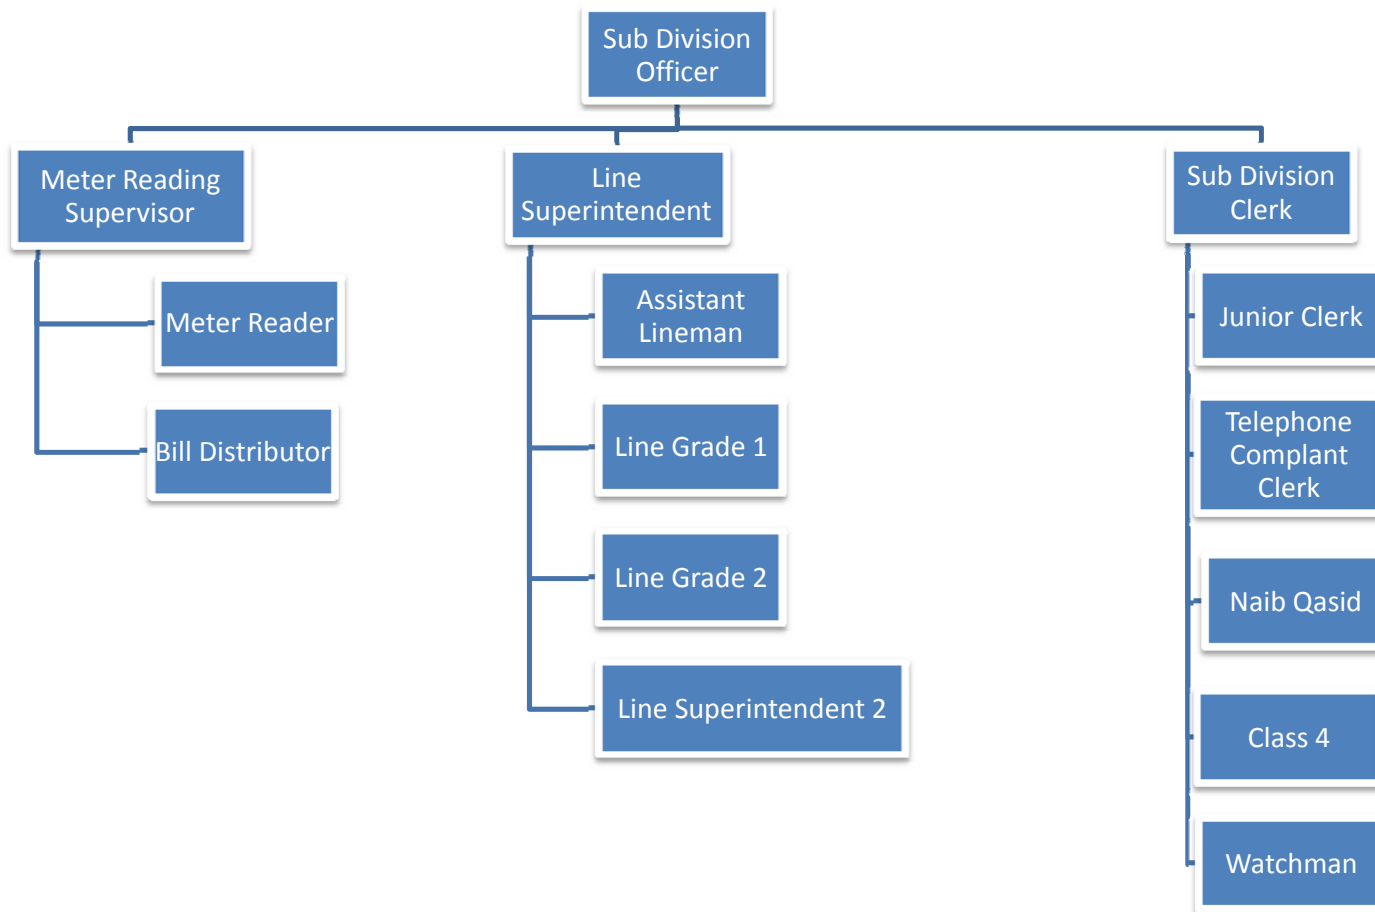 Sub Division
Officer
Meter Reading
Supervisor
Line
Superintendent
Sub Division
Clerk
Meter Reader
Bill Distributor
Assistant
Lineman
Line Grade 1
Line Grade 2
Line Superintendent 2
Junior Clerk
Telephone
Complant
Clerk
Naib Qasid
Class 4
Watchman